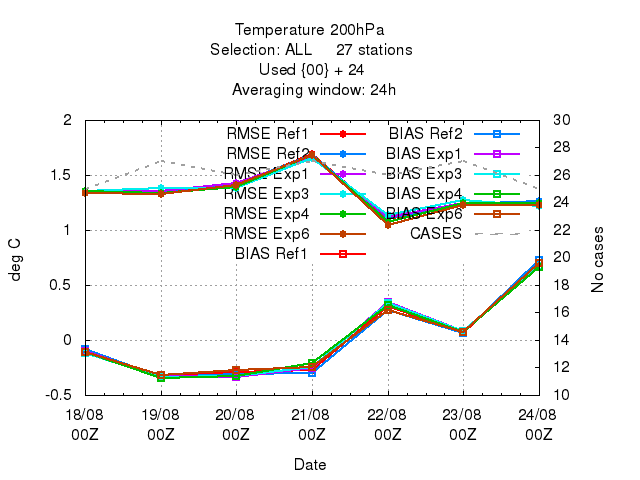 Temperature 200hPa
Selection: ALL 27 stations
Used {00} + 24
Averaging window: 24h
2
1.5
1
0.5
0
-0.5
deg C
30
28
26
24
22
20
18
16
14
12
10
No cases
RMSE Ref1
RMSE Ref2
RMSE Exp1
RMSE Exp3
RMSE Exp4
RMSE Exp6
BIAS Ref1
BIAS Ref2
BIAS Exp1
BIAS Exp3
BIAS Exp4
BIAS Exp6
CASES
18/08 19/08 20/08 21/08 22/08 23/08 24/08
00Z 00Z 00Z 00Z 00Z 00Z 00Z
Date